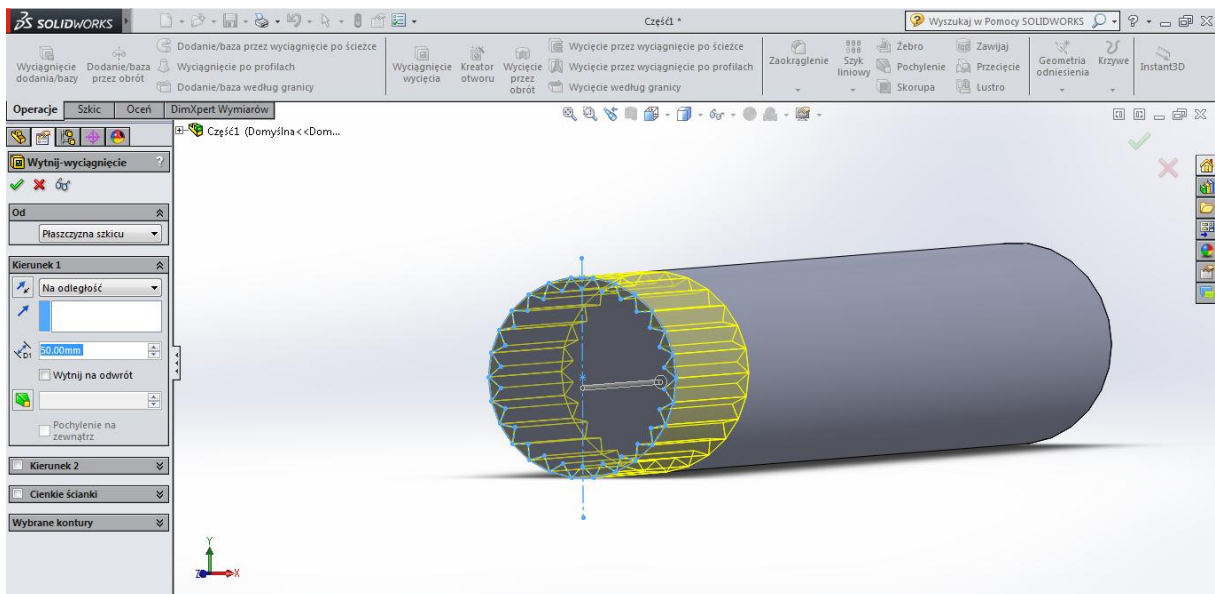 SOLIDWORKS
Część1 *
Wyszukaj w Pomocy SOLIDWORKS
Wyciągnięcie dodania/bazy
Dodanie/baza przez obrót
Dodanie/baza przez wyciągnięcie po ścieżce
Wyciągnięcie po profilach
Dodanie/baza według granicy
Wyciągnięcie wycięcia
Kreator otworu
Wycięcie przez obrót
Wycięcie przez wyciągnięcie po ścieżce
Wycięcie przez wyciągnięcie po profilach
Wycięcie według granicy
Zaokrąglenie
Szyk liniowy
Żebro
Pochylenie
Skorupa
Zawijaj
Przecięcie
Lustro
Geometria odniesienia
Krzywe
Instant3D
Operacje
Szkic
Oceń
DimXpert Wymiarów
Część1 (Domyślna<<Dom...
Wytnij-wyciągnięcie
?
Od
Płaszczyzna szkicu
Kierunek 1
Na odległość
D1
50.00mm
Wytnij na odwrót
Pochylenie na zewnątrz
Kierunek 2
Cienkie ścianki
Wybrane kontury
Y
Z
X